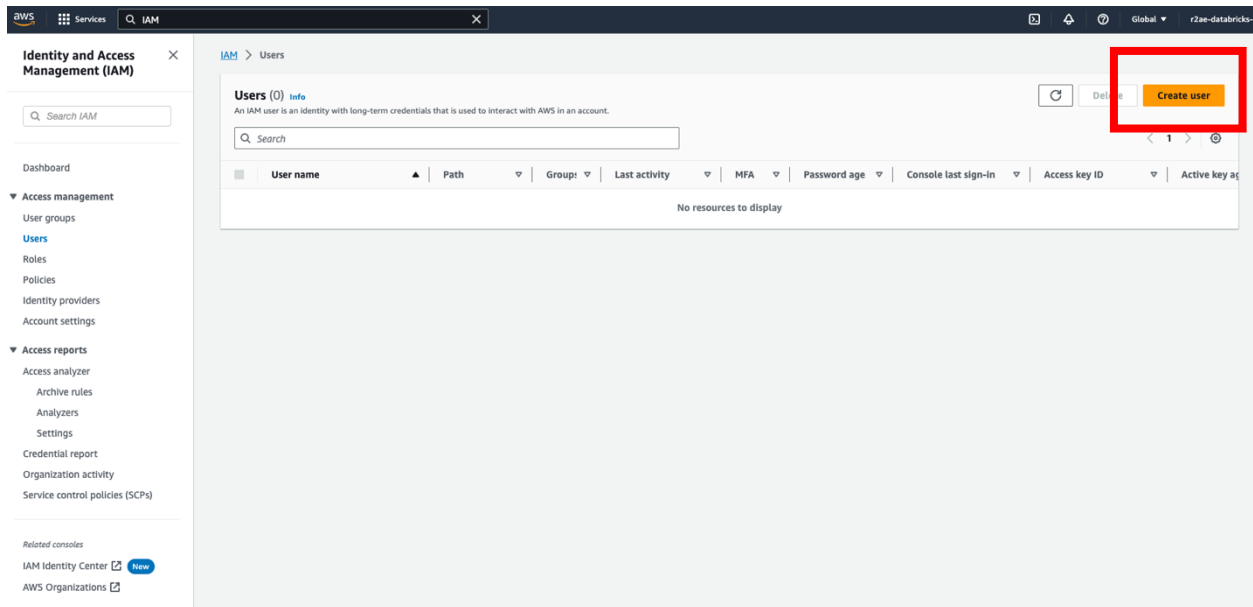 aws Services IAM Global r2ae-databricks-
Identity and Access
Management (IAM)
Search IAM
Dashboard
Access management
User groups
Users
Roles
Policies
Identity providers
Account settings
Access reports
Access analyzer
Archive rules
Analyzers
Settings
Credential report
Organization activity
Service control policies (SCPs)
Related consoles
IAM Identity Center New
AWS Organizations
IAM > Users
Users (0) Info
An IAM user is an identity with long-term credentials that is used to interact with AWS in an account.
Delete Create user
Search
1
User name Path Groups Last activity MFA Password age Console last sign-in Access key ID Active key ag
No resources to display